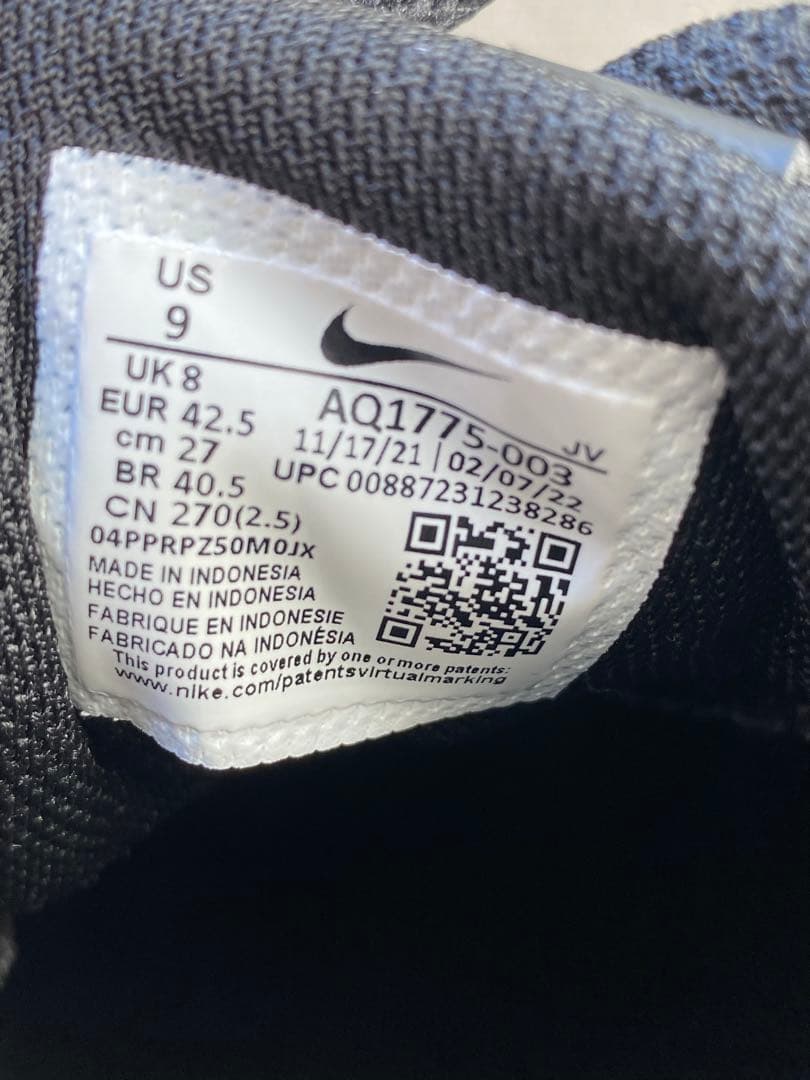 US
9
UK 8
EUR 42.5
cm 27
BR 40.5
CN 270(2.5)
04PPRPZ50M0JX
AQ1775-003
JV
11/17/21 | 02/07/22
UPC 00887231238286
MADE IN INDONESIA
HECHO EN INDONESIA
FABRIQUE EN INDONESIE
FABRICADO NA INDONÉSIA
This product is covered by one or more patents:
www.nike.com/patentsvirtualmarking